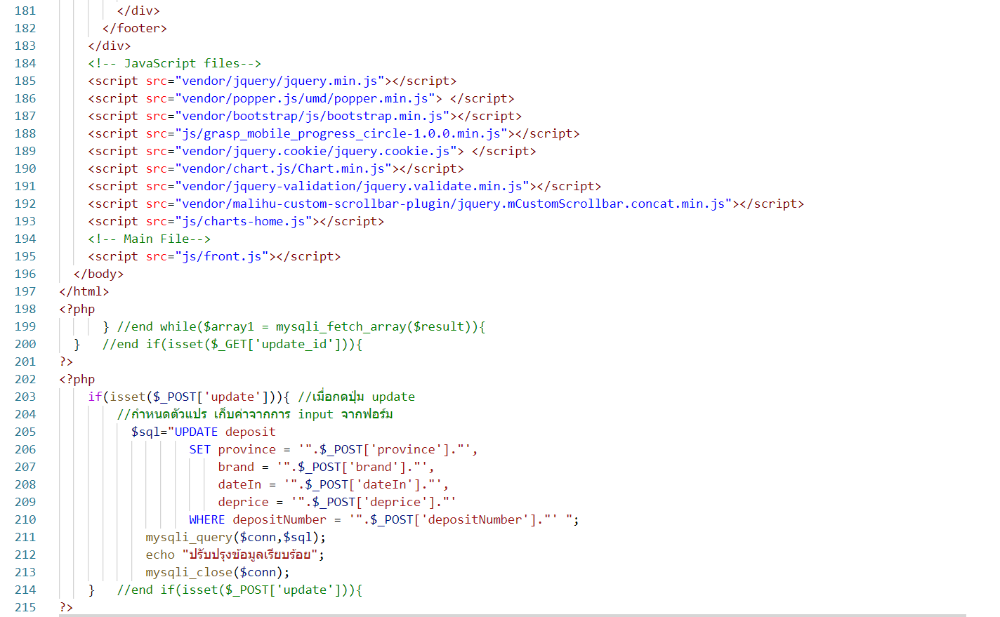 181 </div>
182 </footer>
183 </div>
184 <!-- JavaScript files-->
185 <script src="vendor/jquery/jquery.min.js"></script>
186 <script src="vendor/popper.js/umd/popper.min.js"> </script>
187 <script src="vendor/bootstrap/js/bootstrap.min.js"></script>
188 <script src="js/grasp_mobile_progress_circle-1.0.0.min.js"></script>
189 <script src="vendor/jquery.cookie/jquery.cookie.js"> </script>
190 <script src="vendor/chart.js/Chart.min.js"></script>
191 <script src="vendor/jquery-validation/jquery.validate.min.js"></script>
192 <script src="vendor/malihu-custom-scrollbar-plugin/jquery.mCustomScrollbar.concat.min.js"></script>
193 <script src="js/charts-home.js"></script>
194 <!-- Main File-->
195 <script src="js/front.js"></script>
196 </body>
197 </html>
198 <?php
199 } //end while($array1 = mysqli_fetch_array($result)){
200 } //end if(isset($_GET['update_id'])){
201 ?>
202 <?php
203 if(isset($_POST['update'])){ //เมื่อกดปุ่ม update
204 //กำหนดตัวแปร เก็บค่าจากการ input จากฟอร์ม
205 $sql="UPDATE deposit
206 SET province = '".$_POST['province']."',
207 brand = '".$_POST['brand']."',
208 dateIn = '".$_POST['dateIn']."',
209 deprice = '".$_POST['deprice']."'
210 WHERE depositNumber = '".$_POST['depositNumber']."' ";
211 mysqli_query($conn,$sql);
212 echo "ปรับปรุงข้อมูลเรียบร้อย";
213 mysqli_close($conn);
214 } //end if(isset($_POST['update'])){
215 ?>